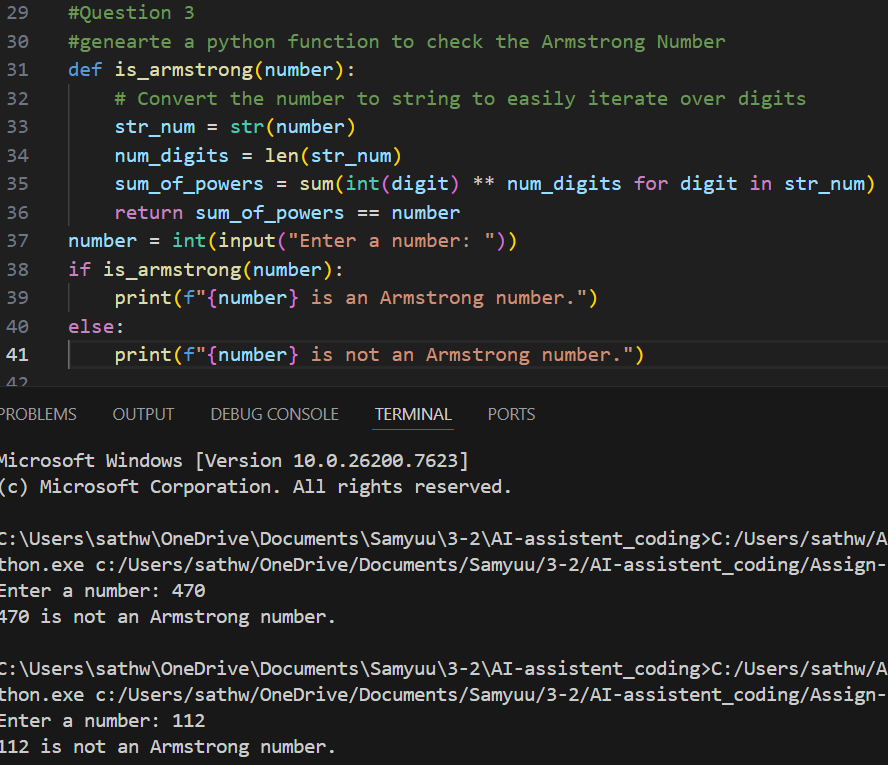 29 #Question 3
30 #genearte a python function to check the Armstrong Number
31 def is_armstrong(number):
32     # Convert the number to string to easily iterate over digits
33     str_num = str(number)
34     num_digits = len(str_num)
35     sum_of_powers = sum(int(digit) ** num_digits for digit in str_num)
36     return sum_of_powers == number
37 number = int(input("Enter a number: "))
38 if is_armstrong(number):
39     print(f"{number} is an Armstrong number.")
40 else:
41     print(f"{number} is not an Armstrong number.")
42
PROBLEMS OUTPUT DEBUG CONSOLE TERMINAL PORTS
Microsoft Windows [Version 10.0.26200.7623]
(c) Microsoft Corporation. All rights reserved.
C:\Users\sathw\OneDrive\Documents\Samyuu\3-2\AI-assistent_coding>C:/Users/sathw/A
thon.exe c:/Users/sathw/OneDrive/Documents/Samyuu/3-2/AI-assistent_coding/Assign-
Enter a number: 470
470 is not an Armstrong number.
C:\Users\sathw\OneDrive\Documents\Samyuu\3-2\AI-assistent_coding>C:/Users/sathw/A
thon.exe c:/Users/sathw/OneDrive/Documents/Samyuu/3-2/AI-assistent_coding/Assign-
Enter a number: 112
112 is not an Armstrong number.